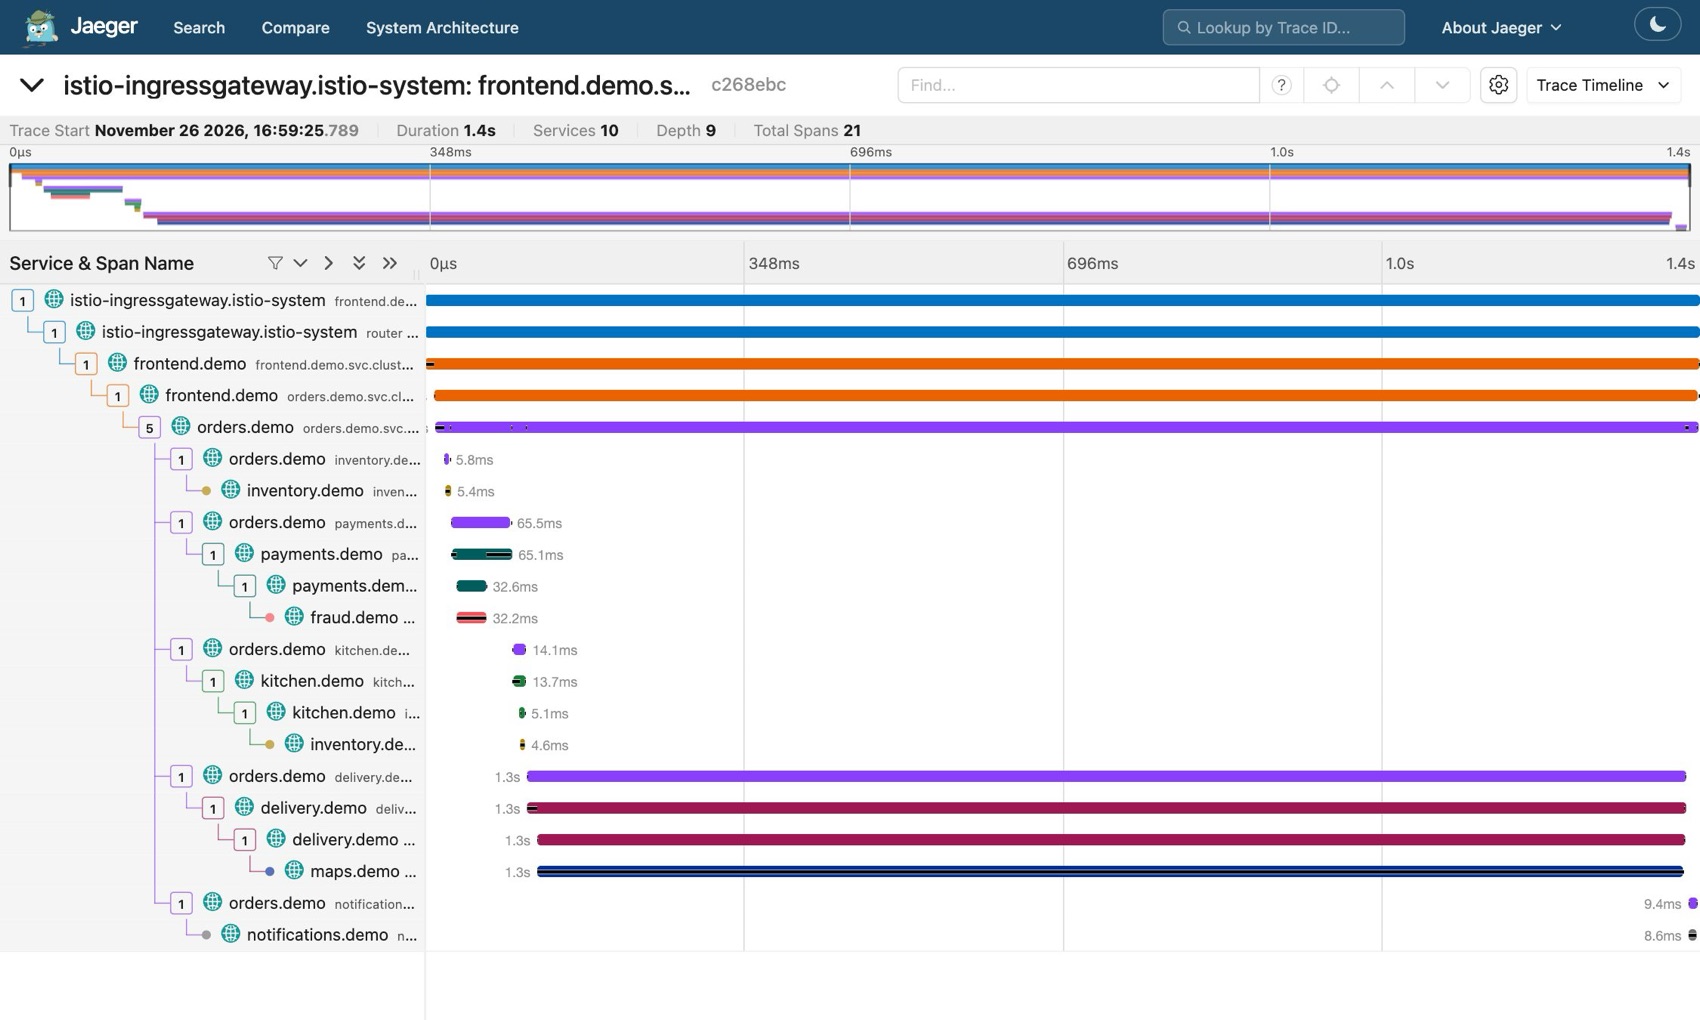 Jaeger Search Compare System Architecture Lookup by Trace ID... About Jaeger
istio-ingressgateway.istio-system: frontend.demo.s... c268ebc Find... ? Trace Timeline
Trace Start November 26 2026, 16:59:25.789 Duration 1.4s Services 10 Depth 9 Total Spans 21
0μs 348ms 696ms 1.0s 1.4s
Service & Span Name 0μs 348ms 696ms 1.0s 1.4s
1 istio-ingressgateway.istio-system frontend.de...
1 istio-ingressgateway.istio-system router ...
1 frontend.demo frontend.demo.svc.clust...
1 frontend.demo orders.demo.svc.cl...
5 orders.demo orders.demo.svc....
1 orders.demo inventory.de... 5.8ms
inventory.demo inven... 5.4ms
1 orders.demo payments.d... 65.5ms
1 payments.demo pa... 65.1ms
1 payments.dem... 32.6ms
fraud.demo ... 32.2ms
1 orders.demo kitchen.de... 14.1ms
1 kitchen.demo kitch... 13.7ms
1 kitchen.demo i... 5.1ms
inventory.de... 4.6ms
1 orders.demo delivery.de... 1.3s
1 delivery.demo deliv... 1.3s
1 delivery.demo ... 1.3s
maps.demo ... 1.3s
1 orders.demo notification... 9.4ms
notifications.demo n... 8.6ms